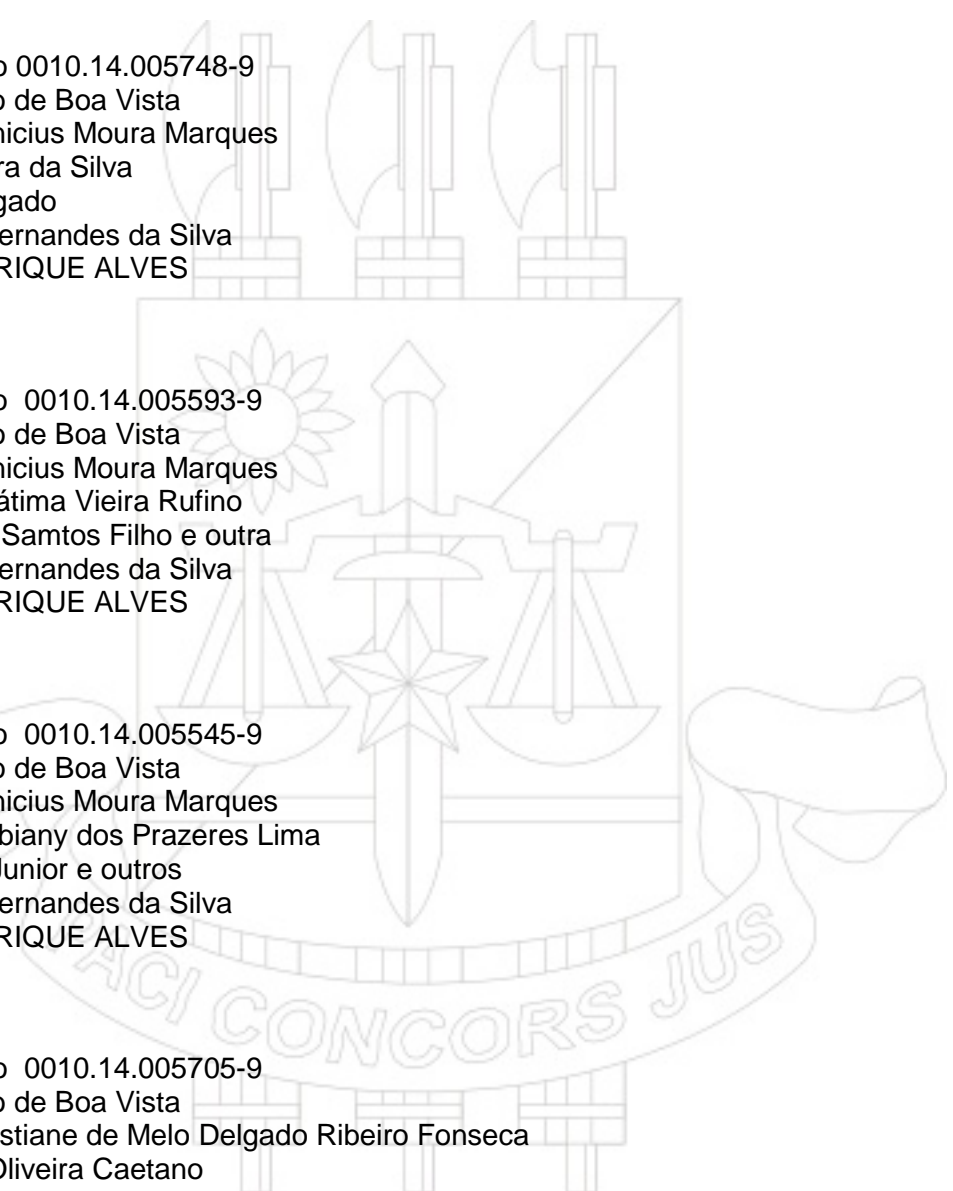 o 0010.14.005748-9
o de Boa Vista
nicius Moura Marques
ra da Silva
gado
ernandes da Silva
RIQUE ALVES
o 0010.14.005593-9
o de Boa Vista
nicius Moura Marques
átima Vieira Rufino
Samtos Filho e outra
ernandes da Silva
RIQUE ALVES
o 0010.14.005545-9
o de Boa Vista
nicius Moura Marques
biany dos Prazeres Lima
Junior e outros
ernandes da Silva
RIQUE ALVES
PACI CONCORS JUS
o 0010.14.005705-9
o de Boa Vista
stiane de Melo Delgado Ribeiro Fonseca
Oliveira Caetano